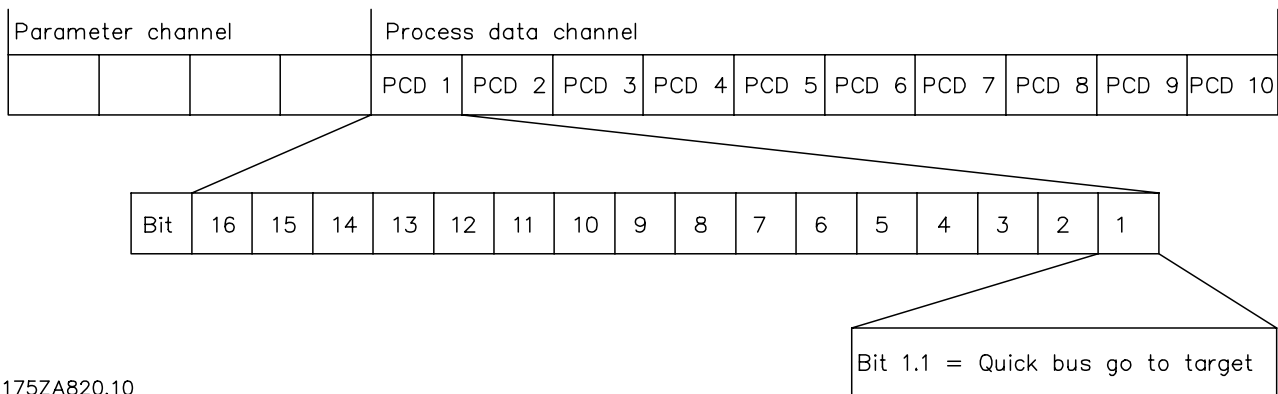 Parameter channel Process data channel
PCD 1 PCD 2 PCD 3 PCD 4 PCD 5 PCD 6 PCD 7 PCD 8 PCD 9 PCD 10
Bit 16 15 14 13 12 11 10 9 8 7 6 5 4 3 2 1
Bit 1.1 = Quick bus go to target
175ZA820.10